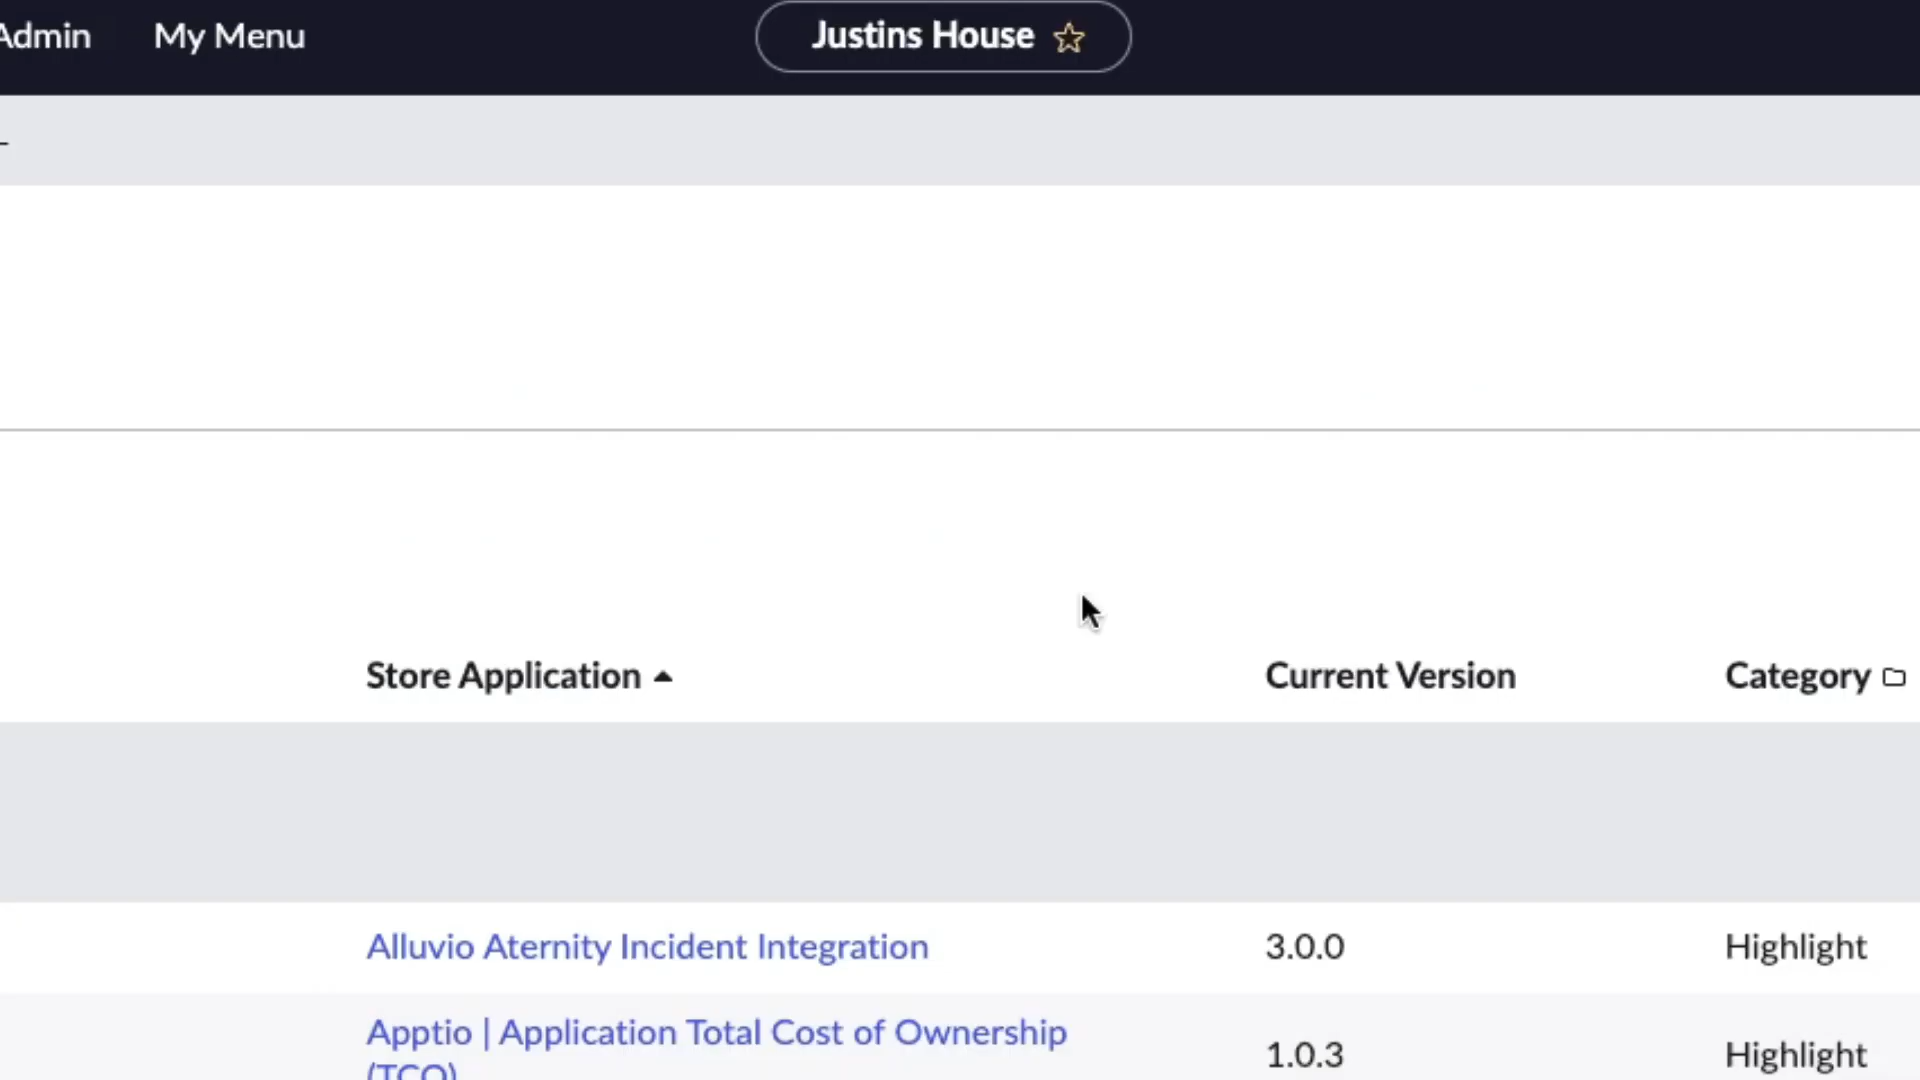 Admin My Menu Justins House
Store Application Current Version Category
Alluvio Aternity Incident Integration 3.0.0 Highlight
Apptio | Application Total Cost of Ownership 1.0.3 Highlight
(TCO)